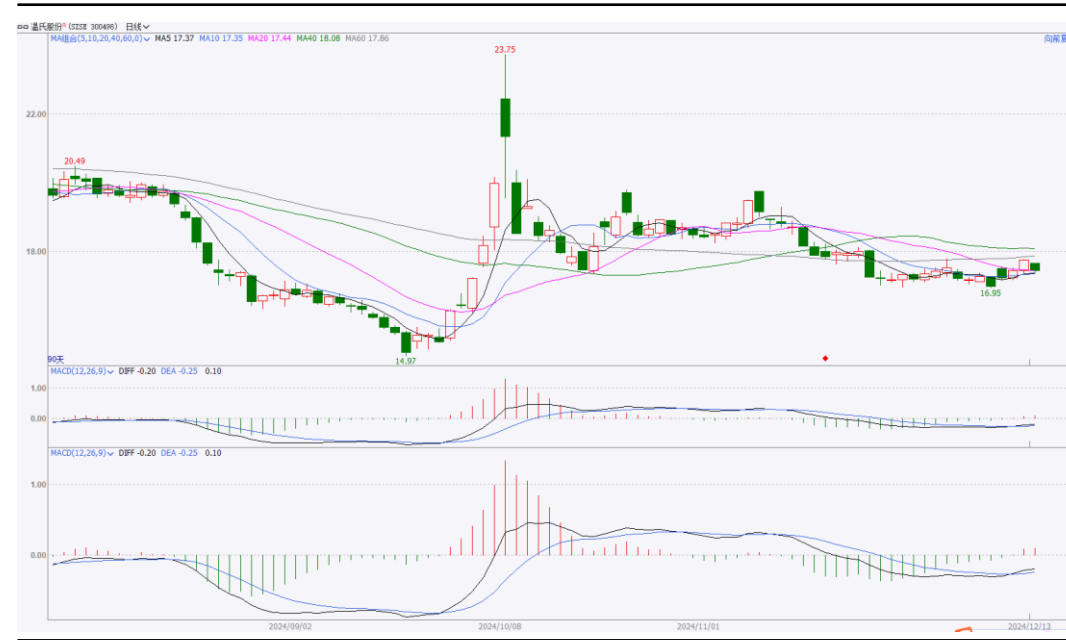 温氏股份 (SZSE 300498) 日线
MA组合(5,10,20,40,60,0) MA5 17.37 MA10 17.35 MA20 17.44 MA40 18.08 MA60 17.86
23.75
22.00
20.49
18.00
16.95
90天
14.97
MACD(12,26,9) DIFF -0.20 DEA -0.25 0.10
1.00
0.00
MACD(12,26,9) DIFF -0.20 DEA -0.25 0.10
1.00
0.00
2024/09/02 2024/10/08 2024/11/01 2024/12/13